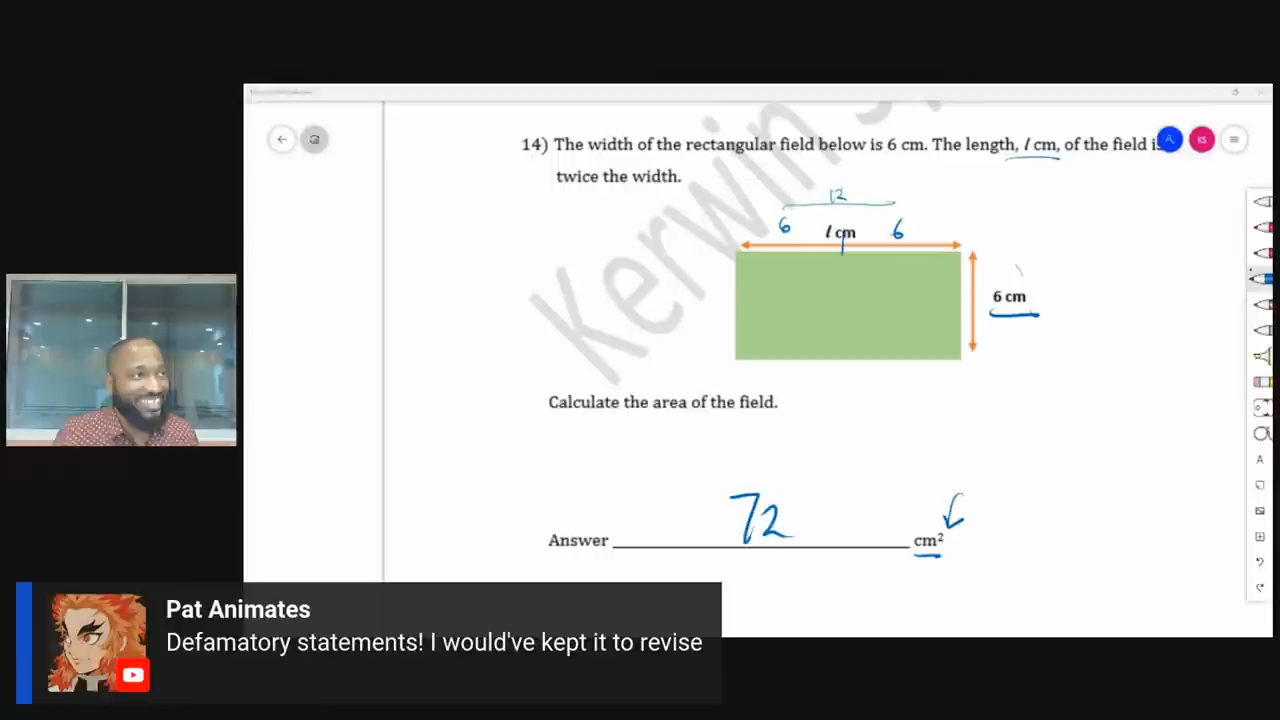 14) The width of the rectangular field below is 6 cm. The length, l cm, of the field is
twice the width.
12
6 l cm 6
6 cm
Kerwin
Calculate the area of the field.
72
Answer ______ cm²
Pat Animates
Defamatory statements! I would've kept it to revise